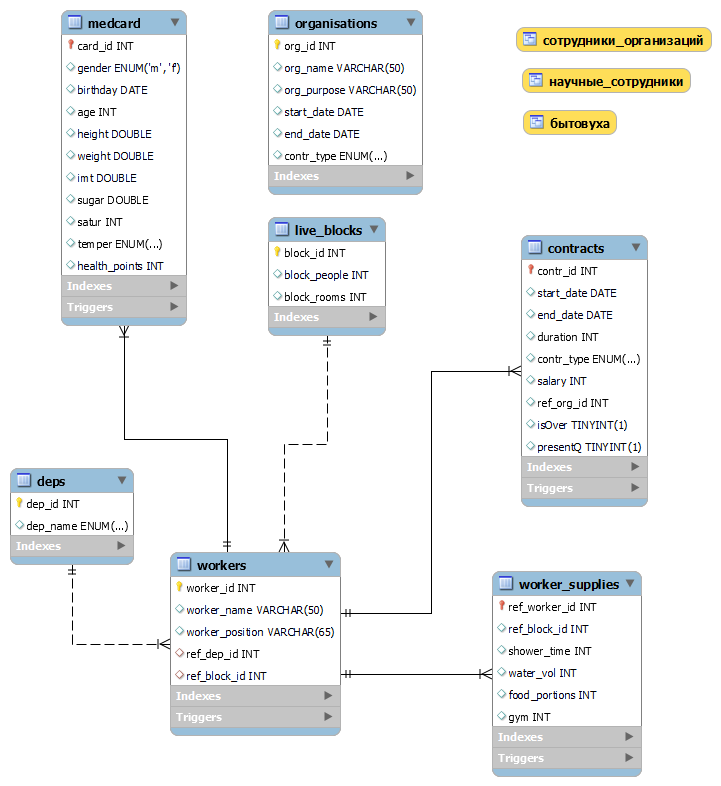 medcard
card_id INT
gender ENUM('m', 'f')
birthday DATE
age INT
height DOUBLE
weight DOUBLE
imt DOUBLE
sugar DOUBLE
satur INT
temper ENUM(...)
health_points INT
Indexes
Triggers
organisations
org_id INT
org_name VARCHAR(50)
org_purpose VARCHAR(50)
start_date DATE
end_date DATE
contr_type ENUM(...)
Indexes
сотрудники_организаций
научные_сотрудники
бытовуха
live_blocks
block_id INT
block_people INT
block_rooms INT
Indexes
contracts
contr_id INT
start_date DATE
end_date DATE
duration INT
contr_type ENUM(...)
salary INT
ref_org_id INT
isOver TINYINT(1)
presentQ TINYINT(1)
Indexes
Triggers
deps
dep_id INT
dep_name ENUM(...)
Indexes
workers
worker_id INT
worker_name VARCHAR(50)
worker_position VARCHAR(65)
ref_dep_id INT
ref_block_id INT
Indexes
Triggers
worker_supplies
ref_worker_id INT
ref_block_id INT
shower_time INT
water_vol INT
food_portions INT
gym INT
Indexes
Triggers